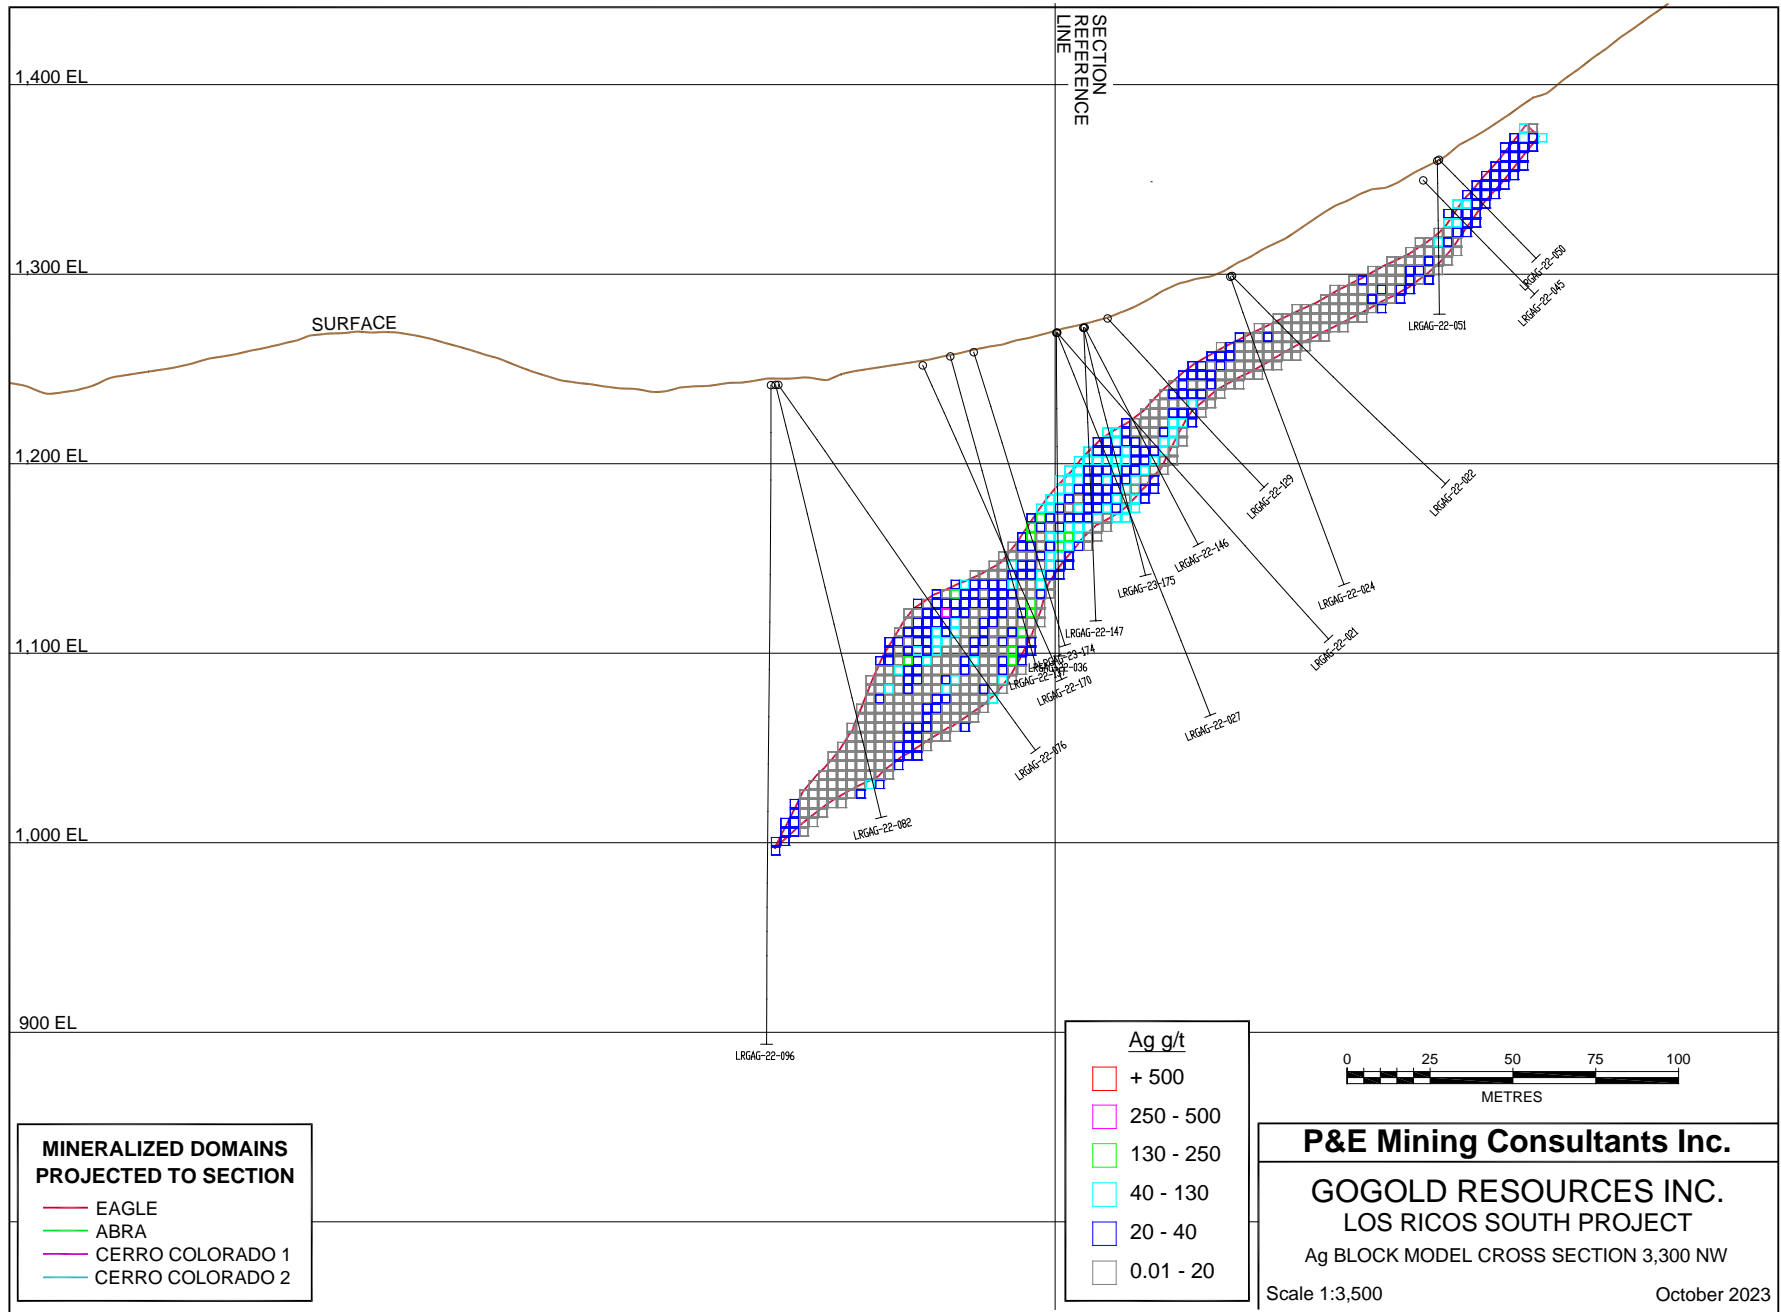 SECTION
REFERENCE
LINE
1,400 EL
1,300 EL
SURFACE
1,200 EL
1,100 EL
1,000 EL
900 EL
LRGAG-22-050
LRGAG-22-045
LRGAG-22-051
LRGAG-22-022
LRGAG-22-129
LRGAG-22-146
LRGAG-23-175
LRGAG-22-024
LRGAG-22-147
LRGAG-22-021
LRGAG-23-174
LRGAG-22-036
LRGAG-22-170
LRGAG-22-027
LRGAG-22-076
LRGAG-22-082
LRGAG-22-096
Ag g/t
+ 500
250 - 500
130 - 250
40 - 130
20 - 40
0.01 - 20
0 25 50 75 100
METRES
MINERALIZED DOMAINS
PROJECTED TO SECTION
EAGLE
ABRA
CERRO COLORADO 1
CERRO COLORADO 2
P&E Mining Consultants Inc.
GOGOLD RESOURCES INC.
LOS RICOS SOUTH PROJECT
Ag BLOCK MODEL CROSS SECTION 3,300 NW
Scale 1:3,500 October 2023